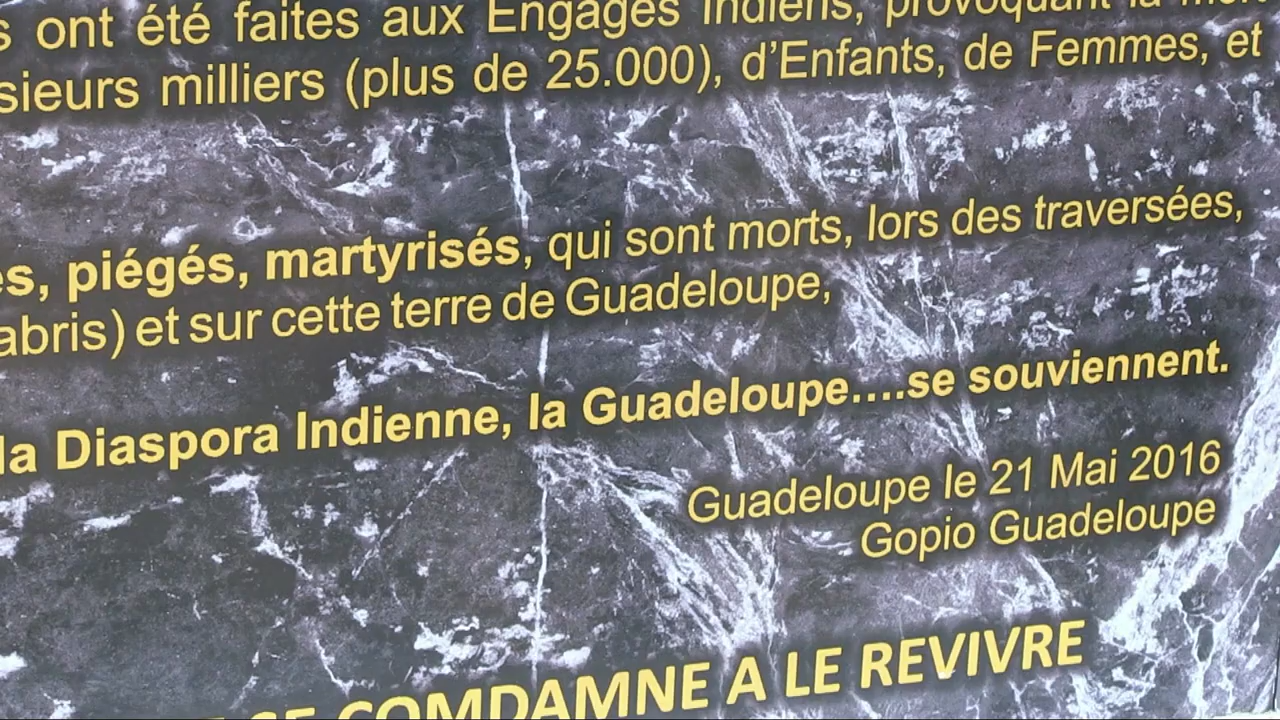 ont été faites aux Engagés Indiens, provoquant la mort
sieurs milliers (plus de 25.000), d'Enfants, de Femmes, et
es, piégés, martyrisés, qui sont morts, lors des traversées,
abris) et sur cette terre de Guadeloupe,
la Diaspora Indienne, la Guadeloupe....se souviennent.
Guadeloupe le 21 Mai 2016
Gopio Guadeloupe
SE COMDAMNE A LE REVIVRE